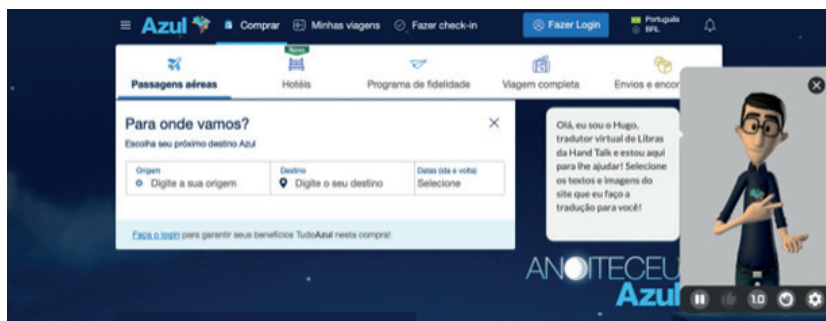 Azul
Comprar
Minhas viagens
Fazer check-in
Fazer Login
Português
BRL
Novo
Passagens aéreas
Hotéis
Programa de fidelidade
Viagem completa
Envios e encor
Para onde vamos?
Escolha seu próximo destino Azul
Origem
Digite a sua origem
Destino
Digite o seu destino
Datas (ida e volta)
Selecione
Faça o login para garantir seus benefícios TudoAzul nesta compra!
Olá, eu sou o Hugo,
tradutor virtual de Libras
da Hand Talk e estou aqui
para lhe ajudar! Selecione
os textos e imagens do
site que eu faço a
tradução para você!
ANOITECEU
Azul
1.0